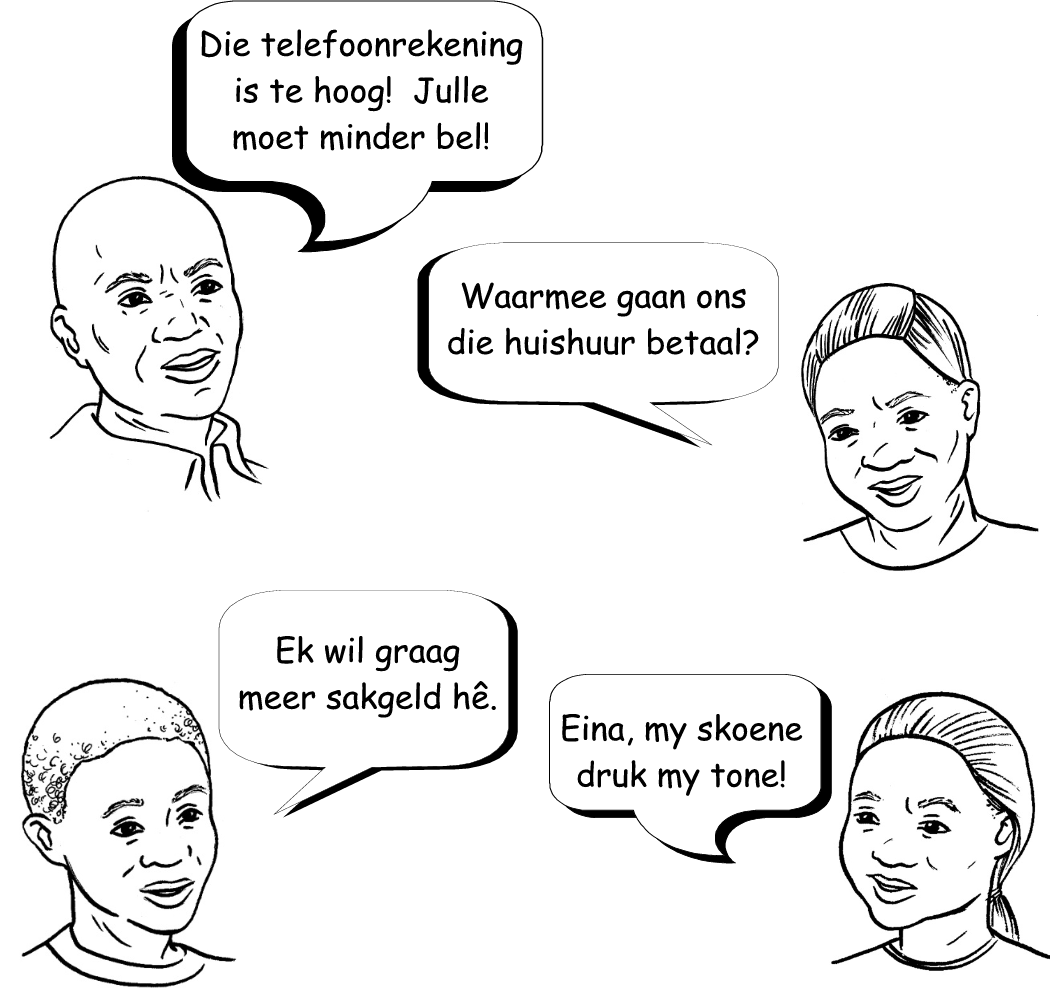 Die telefoonrekening
is te hoog!  Julle
moet minder bel!
Waarmee gaan ons
die huishuur betaal?
Ek wil graag
meer sakgeld hê.
Eina, my skoene
druk my tone!